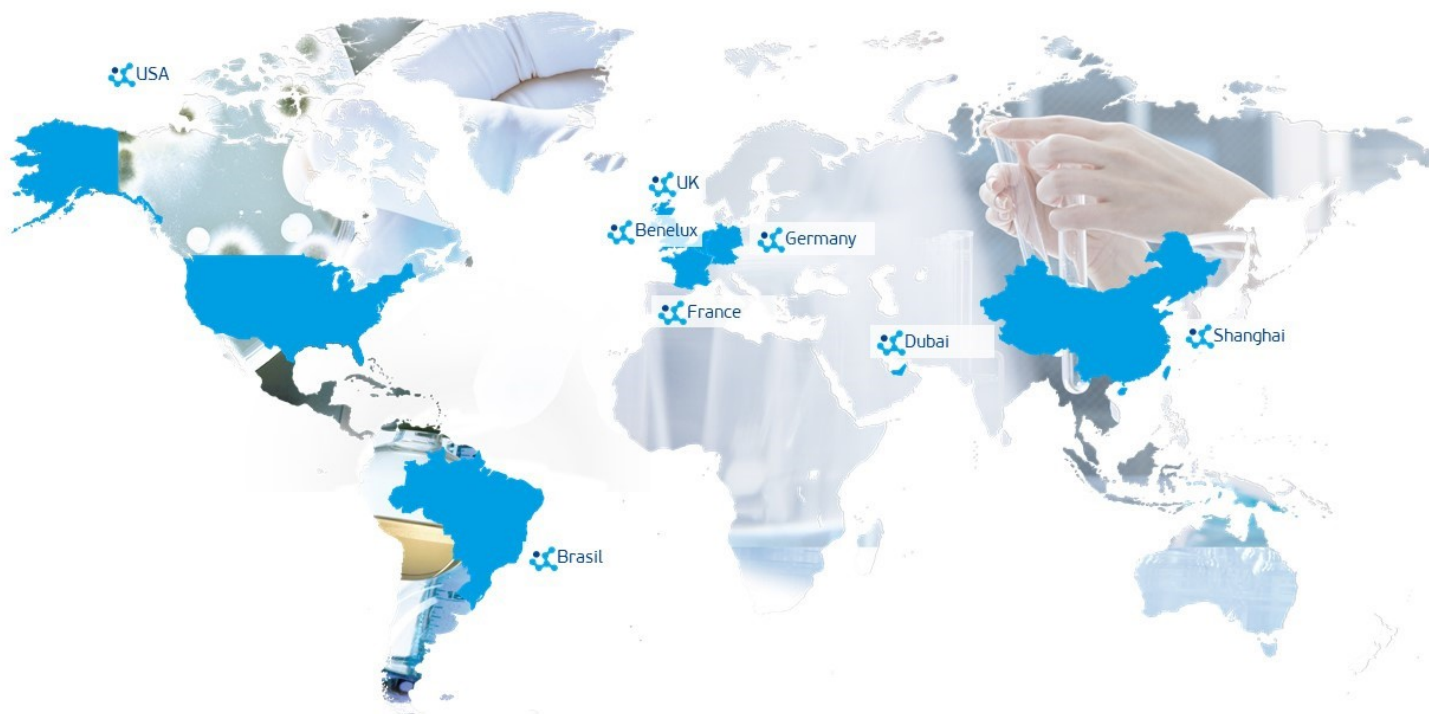 USA
UK
Benelux
Germany
France
Dubai
Shanghai
Brasil